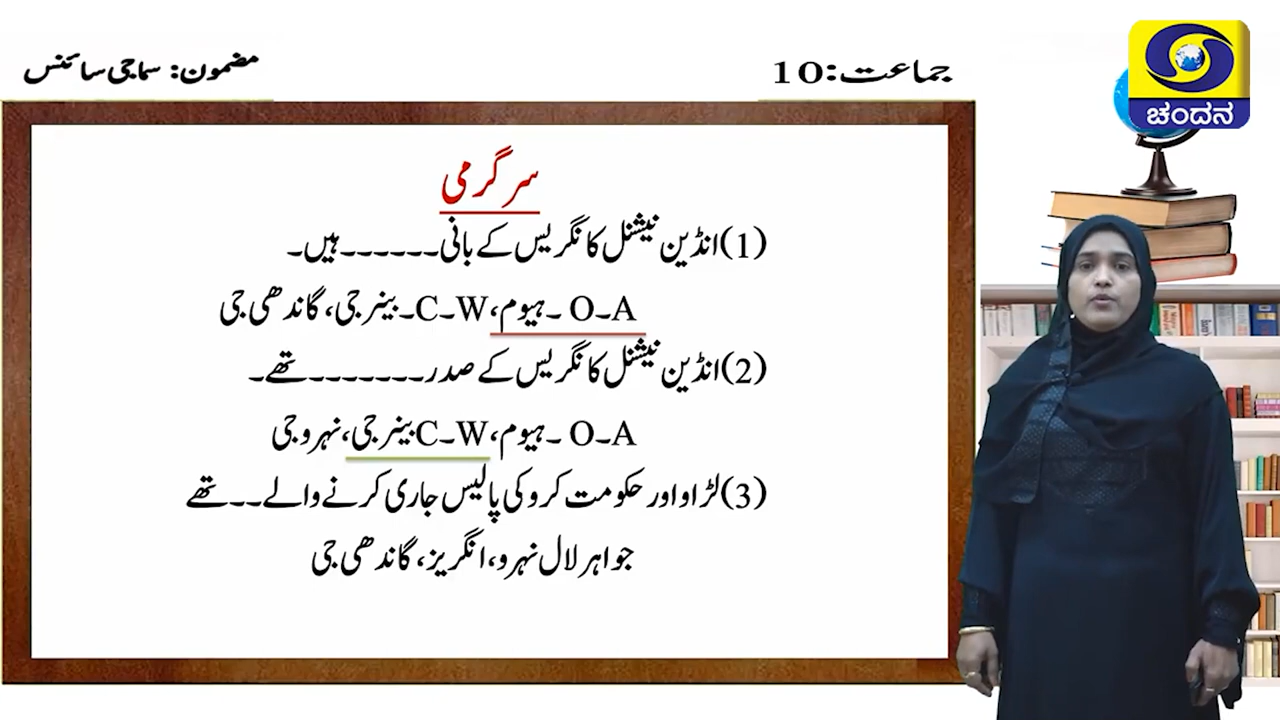 جماعت:10
مضمون: سماجی سائنس
ಚಂದನ
سرگرمی
(1) انڈین نیشنل کانگریس کے بانی۔۔۔۔۔۔ہیں۔
O۔A ۔ہیوم، C۔W۔بینرجی، گاندھی جی
(2) انڈین نیشنل کانگریس کے صدر۔۔۔۔۔۔۔تھے۔
O۔A ۔ہیوم، C۔W بینرجی، نہرو جی
(3) لڑاو اور حکومت کرو کی پالیس جاری کرنے والے۔۔۔تھے
جواہر لال نہرو، انگریز، گاندھی جی